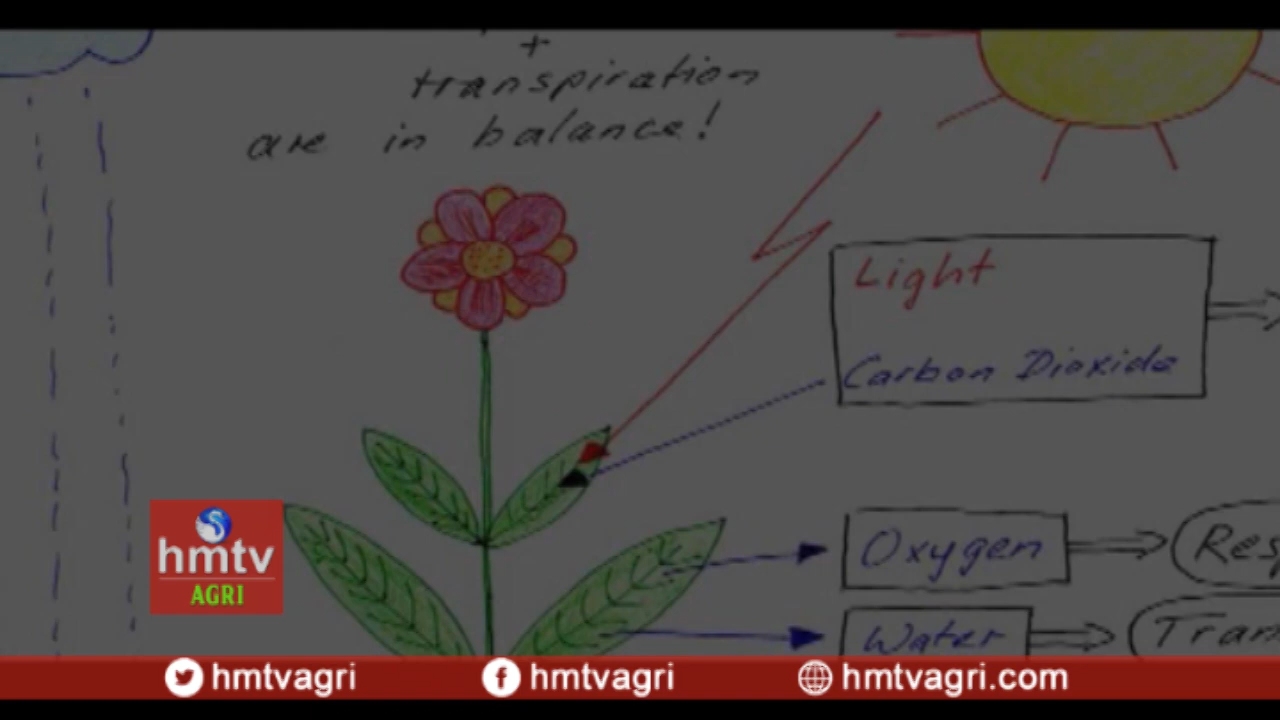 +
transpiration
are in balance!
Light
Carbon Dioxide
Oxygen
Water
hmtv
AGRI
hmtvagri
hmtvagri
hmtvagri.com